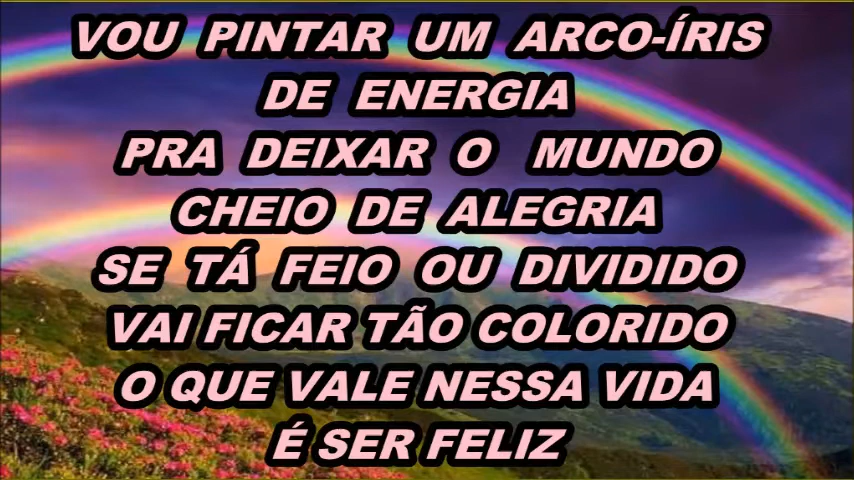 VOU PINTAR UM ARCO-ÍRIS
DE ENERGIA
PRA DEIXAR O MUNDO
CHEIO DE ALEGRIA
SE TÁ FEIO OU DIVIDIDO
VAI FICAR TÃO COLORIDO
O QUE VALE NESSA VIDA
É SER FELIZ